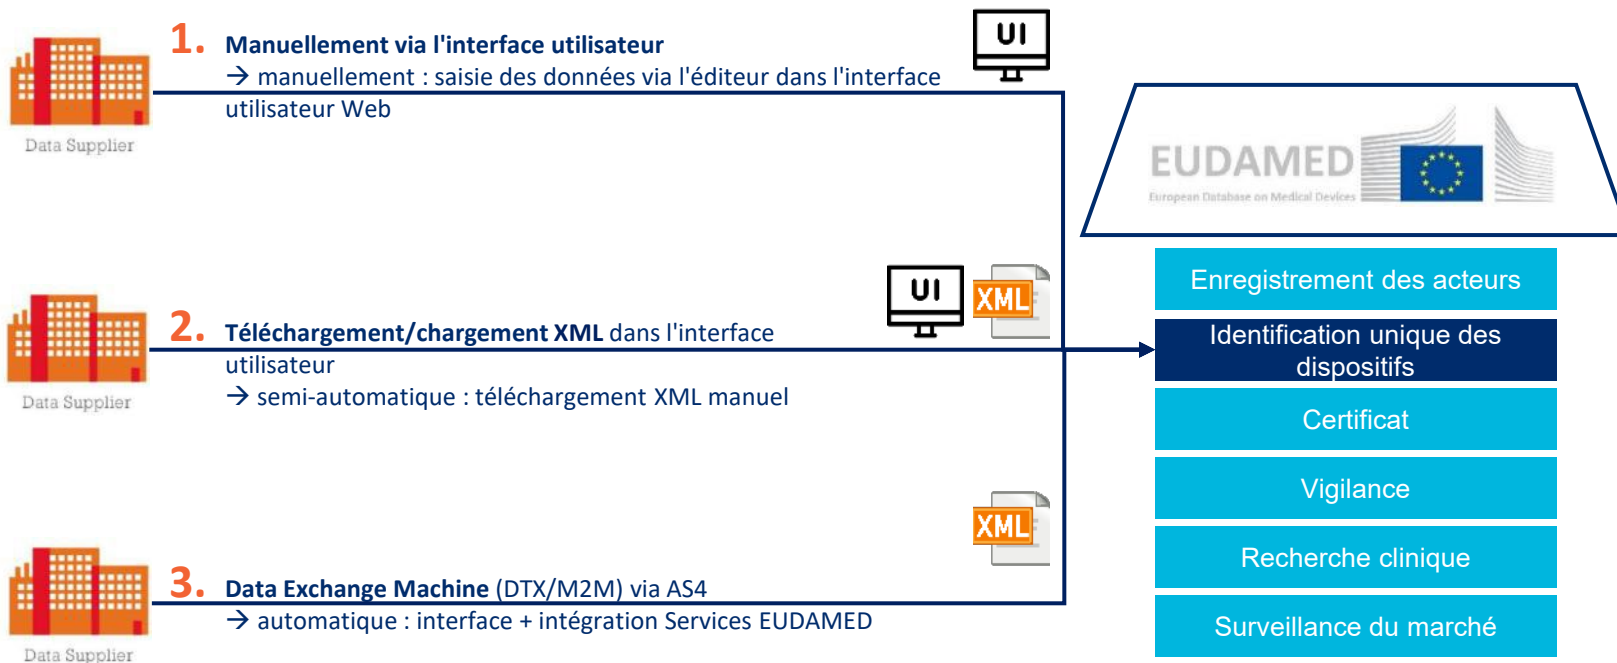 1. Manuellement via l'interface utilisateur
→ manuellement : saisie des données via l'éditeur dans l'interface
utilisateur Web
UI
Data Supplier
EUDAMED
European Database on Medical Devices
2. Téléchargement/chargement XML dans l'interface
utilisateur
→ semi-automatique : téléchargement XML manuel
UI
XML
Data Supplier
3. Data Exchange Machine (DTX/M2M) via AS4
→ automatique : interface + intégration Services EUDAMED
XML
Data Supplier
Enregistrement des acteurs
Identification unique des
dispositifs
Certificat
Vigilance
Recherche clinique
Surveillance du marché